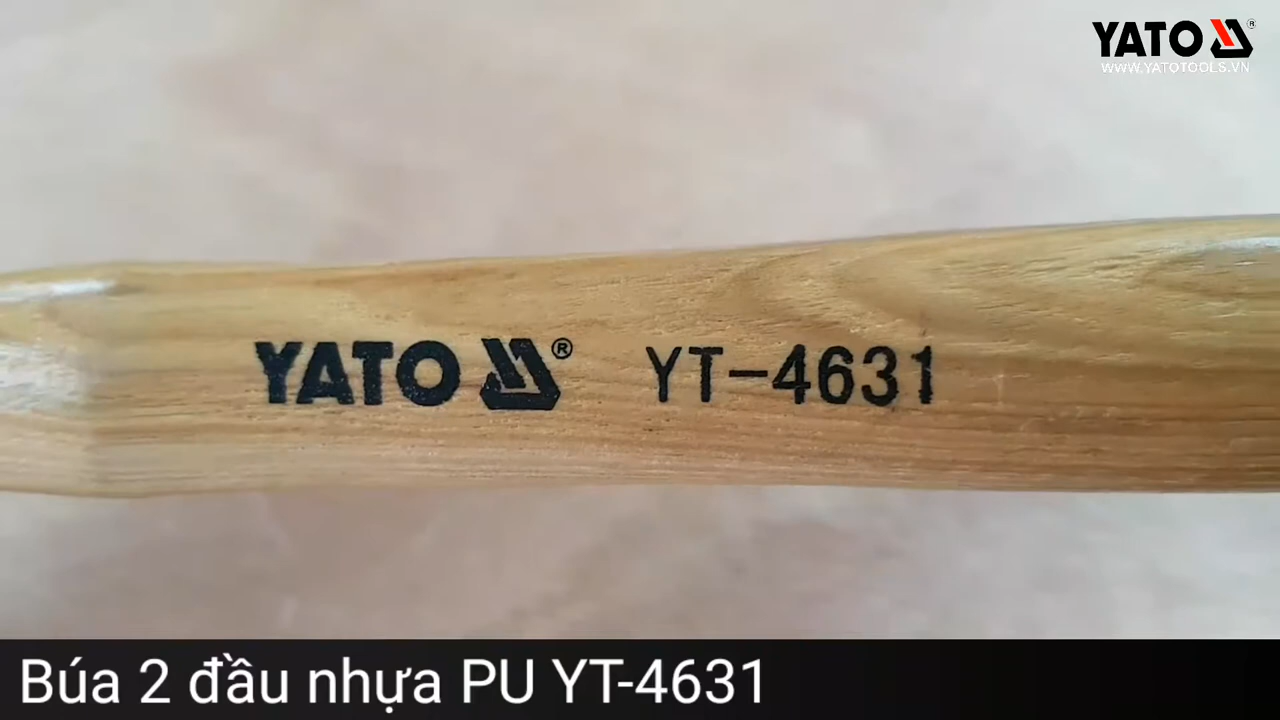 YATO®
WWW.YATOTOOLS.VN
YATO® YT-4631
Búa 2 đầu nhựa PU YT-4631